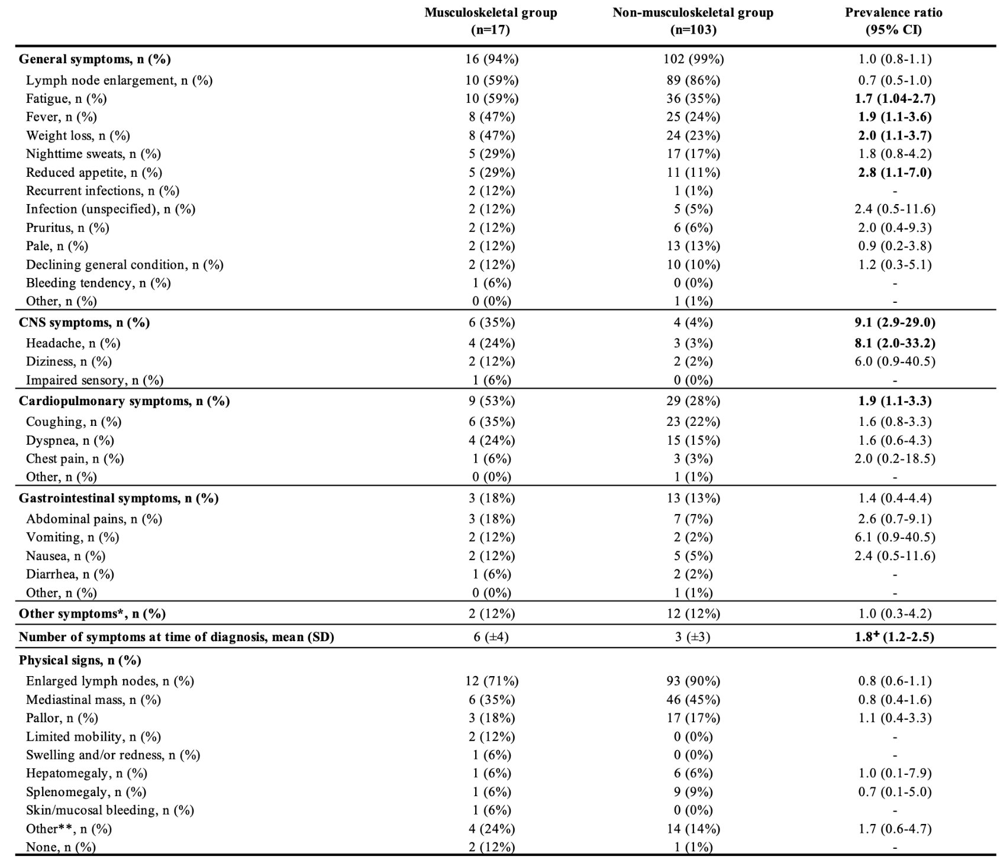 Musculoskeletal group Non-musculoskeletal group Prevalence ratio
(n=17) (n=103) (95% CI)
General symptoms, n (%) 16 (94%) 102 (99%) 1.0 (0.8-1.1)
Lymph node enlargement, n (%) 10 (59%) 89 (86%) 0.7 (0.5-1.0)
Fatigue, n (%) 10 (59%) 36 (35%) 1.7 (1.04-2.7)
Fever, n (%) 8 (47%) 25 (24%) 1.9 (1.1-3.6)
Weight loss, n (%) 8 (47%) 24 (23%) 2.0 (1.1-3.7)
Nighttime sweats, n (%) 5 (29%) 17 (17%) 1.8 (0.8-4.2)
Reduced appetite, n (%) 5 (29%) 11 (11%) 2.8 (1.1-7.0)
Recurrent infections, n (%) 2 (12%) 1 (1%) -
Infection (unspecified), n (%) 2 (12%) 5 (5%) 2.4 (0.5-11.6)
Pruritus, n (%) 2 (12%) 6 (6%) 2.0 (0.4-9.3)
Pale, n (%) 2 (12%) 13 (13%) 0.9 (0.2-3.8)
Declining general condition, n (%) 2 (12%) 10 (10%) 1.2 (0.3-5.1)
Bleeding tendency, n (%) 1 (6%) 0 (0%) -
Other, n (%) 0 (0%) 1 (1%) -
CNS symptoms, n (%) 6 (35%) 4 (4%) 9.1 (2.9-29.0)
Headache, n (%) 4 (24%) 3 (3%) 8.1 (2.0-33.2)
Diziness, n (%) 2 (12%) 2 (2%) 6.0 (0.9-40.5)
Impaired sensory, n (%) 1 (6%) 0 (0%) -
Cardiopulmonary symptoms, n (%) 9 (53%) 29 (28%) 1.9 (1.1-3.3)
Coughing, n (%) 6 (35%) 23 (22%) 1.6 (0.8-3.3)
Dyspnea, n (%) 4 (24%) 15 (15%) 1.6 (0.6-4.3)
Chest pain, n (%) 1 (6%) 3 (3%) 2.0 (0.2-18.5)
Other, n (%) 0 (0%) 1 (1%) -
Gastrointestinal symptoms, n (%) 3 (18%) 13 (13%) 1.4 (0.4-4.4)
Abdominal pains, n (%) 3 (18%) 7 (7%) 2.6 (0.7-9.1)
Vomiting, n (%) 2 (12%) 2 (2%) 6.1 (0.9-40.5)
Nausea, n (%) 2 (12%) 5 (5%) 2.4 (0.5-11.6)
Diarrhea, n (%) 1 (6%) 2 (2%) -
Other, n (%) 0 (0%) 1 (1%) -
Other symptoms*, n (%) 2 (12%) 12 (12%) 1.0 (0.3-4.2)
Number of symptoms at time of diagnosis, mean (SD) 6 (±4) 3 (±3) 1.8⁺ (1.2-2.5)
Physical signs, n (%)
Enlarged lymph nodes, n (%) 12 (71%) 93 (90%) 0.8 (0.6-1.1)
Mediastinal mass, n (%) 6 (35%) 46 (45%) 0.8 (0.4-1.6)
Pallor, n (%) 3 (18%) 17 (17%) 1.1 (0.4-3.3)
Limited mobility, n (%) 2 (12%) 0 (0%) -
Swelling and/or redness, n (%) 1 (6%) 0 (0%) -
Hepatomegaly, n (%) 1 (6%) 6 (6%) 1.0 (0.1-7.9)
Splenomegaly, n (%) 1 (6%) 9 (9%) 0.7 (0.1-5.0)
Skin/mucosal bleeding, n (%) 1 (6%) 0 (0%) -
Other**, n (%) 4 (24%) 14 (14%) 1.7 (0.6-4.7)
None, n (%) 2 (12%) 1 (1%) -